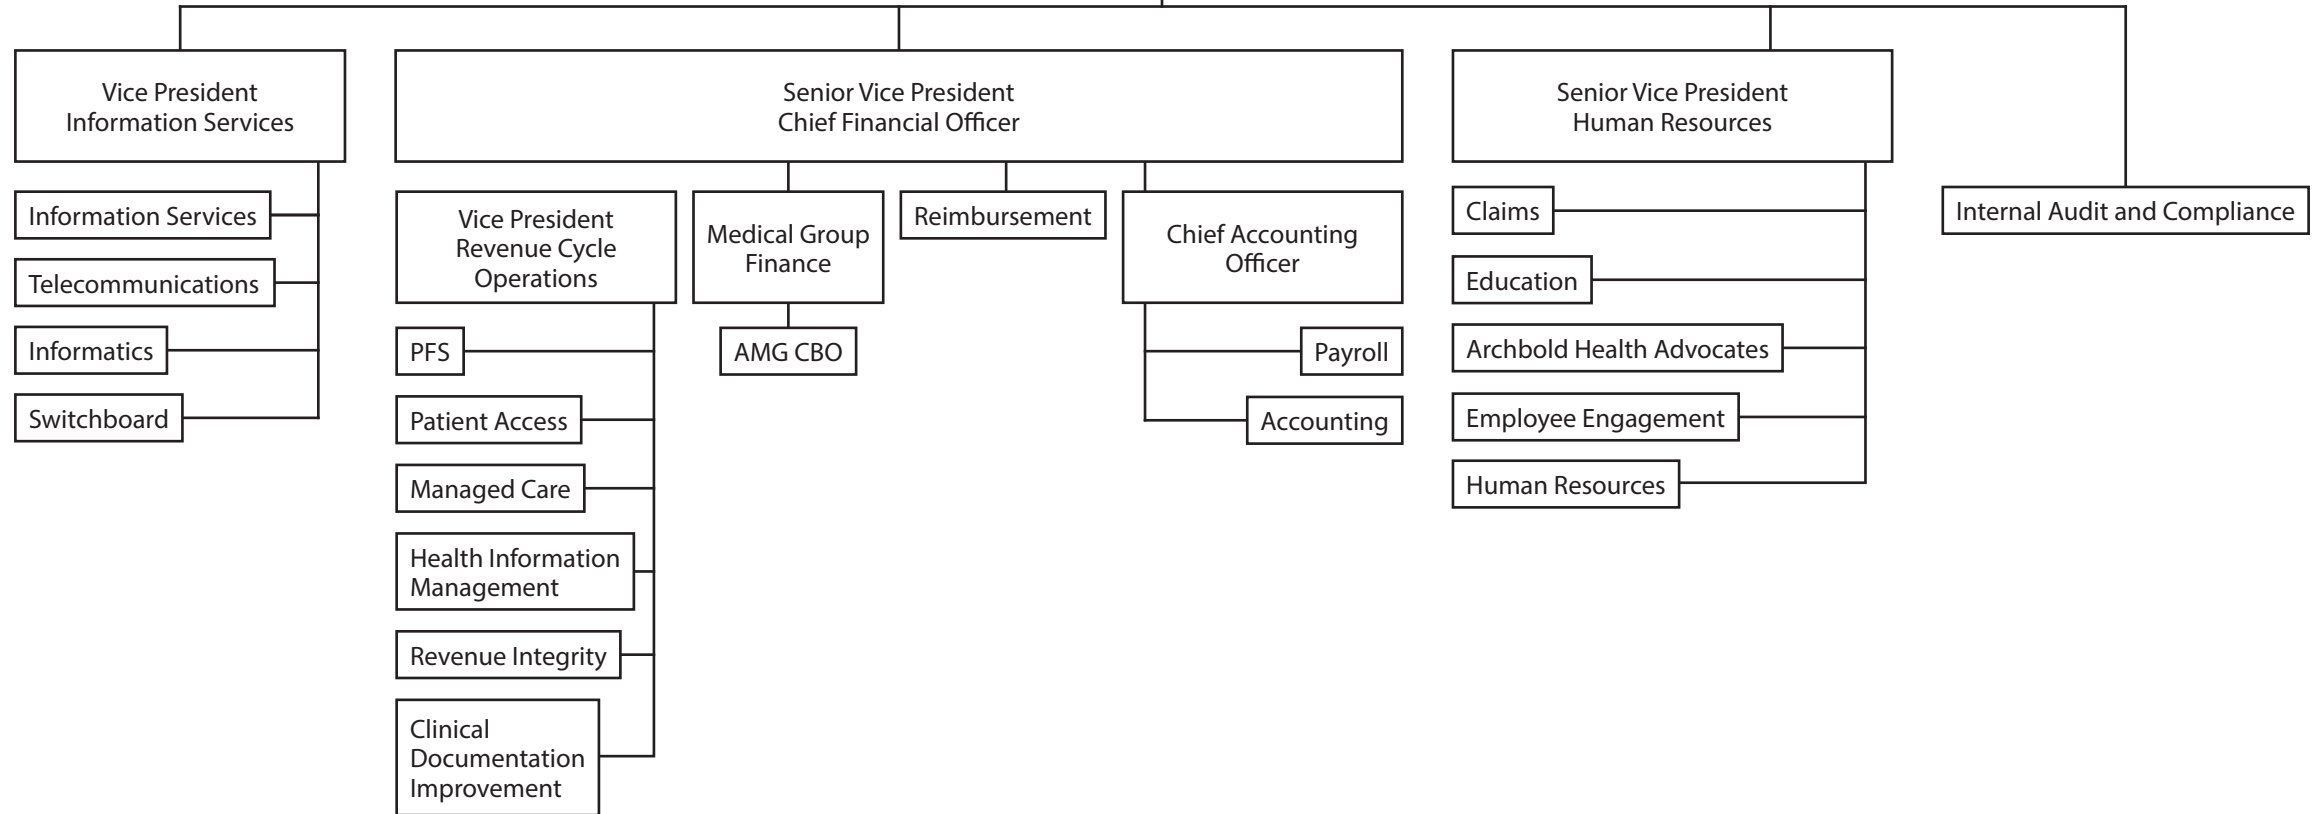 Vice President
Information Services
Information Services
Telecommunications
Informatics
Switchboard
Senior Vice President
Chief Financial Officer
Vice President
Revenue Cycle
Operations
PFS
Patient Access
Managed Care
Health Information
Management
Revenue Integrity
Clinical
Documentation
Improvement
Medical Group
Finance
AMG CBO
Reimbursement
Chief Accounting
Officer
Payroll
Accounting
Senior Vice President
Human Resources
Claims
Education
Archbold Health Advocates
Employee Engagement
Human Resources
Internal Audit and Compliance